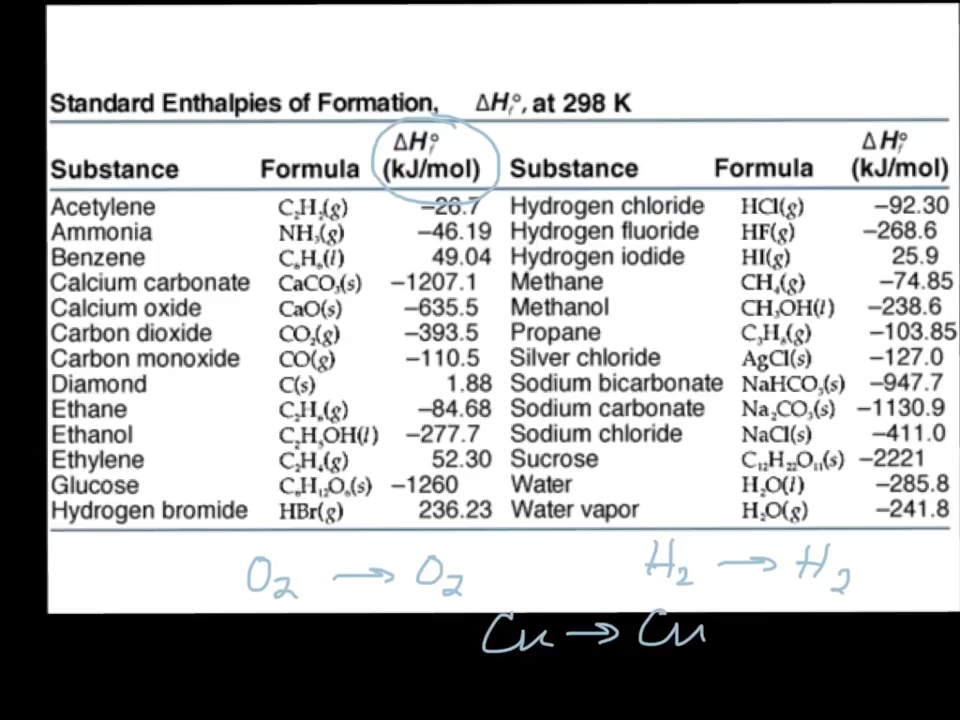 Standard Enthalpies of Formation, ΔH°f, at 298 K
ΔH°f ΔH°f
Substance Formula (kJ/mol) Substance Formula (kJ/mol)
Acetylene C₂H₂(g) −26.7 Hydrogen chloride HCl(g) −92.30
Ammonia NH₃(g) −46.19 Hydrogen fluoride HF(g) −268.6
Benzene C₆H₆(l) 49.04 Hydrogen iodide HI(g) 25.9
Calcium carbonate CaCO₃(s) −1207.1 Methane CH₄(g) −74.85
Calcium oxide CaO(s) −635.5 Methanol CH₃OH(l) −238.6
Carbon dioxide CO₂(g) −393.5 Propane C₃H₈(g) −103.85
Carbon monoxide CO(g) −110.5 Silver chloride AgCl(s) −127.0
Diamond C(s) 1.88 Sodium bicarbonate NaHCO₃(s) −947.7
Ethane C₂H₆(g) −84.68 Sodium carbonate Na₂CO₃(s) −1130.9
Ethanol C₂H₅OH(l) −277.7 Sodium chloride NaCl(s) −411.0
Ethylene C₂H₄(g) 52.30 Sucrose C₁₂H₂₂O₁₁(s) −2221
Glucose C₆H₁₂O₆(s) −1260 Water H₂O(l) −285.8
Hydrogen bromide HBr(g) 236.23 Water vapor H₂O(g) −241.8
O₂ → O₂ H₂ → H₂
Cu → Cu